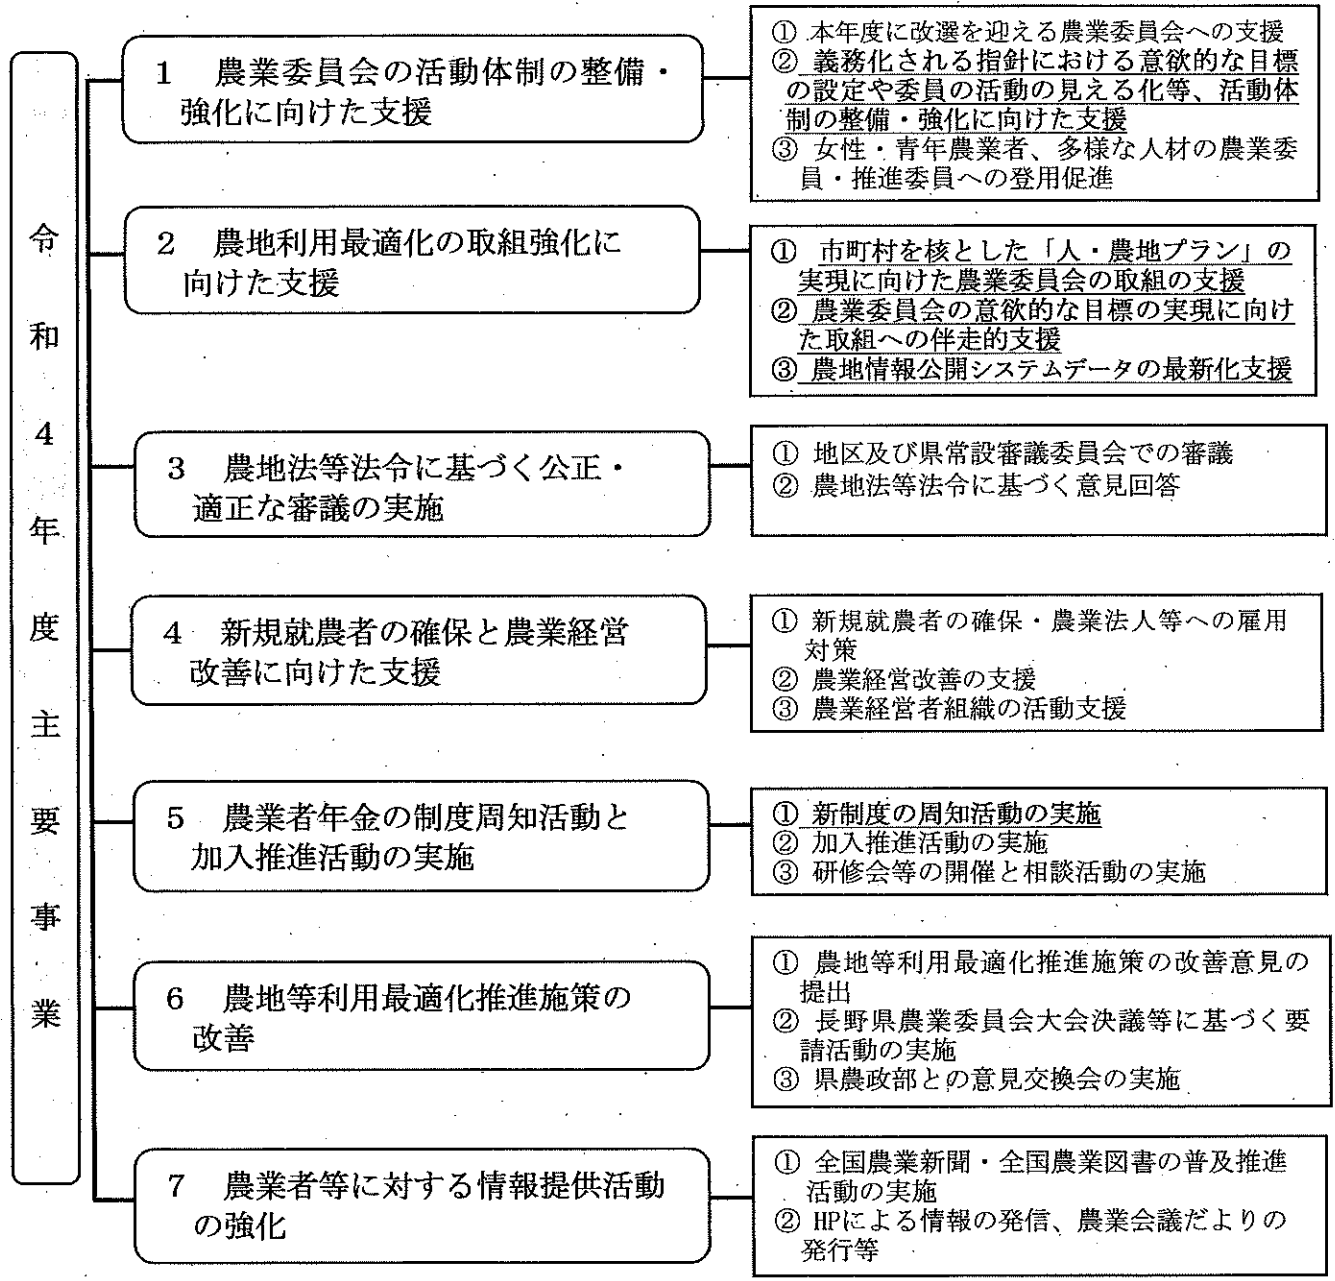 令和4年度主要事業
1　農業委員会の活動体制の整備・
強化に向けた支援
① 本年度に改選を迎える農業委員会への支援
② 義務化される指針における意欲的な目標
の設定や委員の活動の見える化等、活動体
制の整備・強化に向けた支援
③ 女性・青年農業者、多様な人材の農業委
員・推進委員への登用促進
2　農地利用最適化の取組強化に
向けた支援
① 市町村を核とした「人・農地プラン」の
実現に向けた農業委員会の取組の支援
② 農業委員会の意欲的な目標の実現に向け
た取組への伴走的支援
③ 農地情報公開システムデータの最新化支援
3　農地法等法令に基づく公正・
適正な審議の実施
① 地区及び県常設審議委員会での審議
② 農地法等法令に基づく意見回答
4　新規就農者の確保と農業経営
改善に向けた支援
① 新規就農者の確保・農業法人等への雇用
対策
② 農業経営改善の支援
③ 農業経営者組織の活動支援
5　農業者年金の制度周知活動と
加入推進活動の実施
① 新制度の周知活動の実施
② 加入推進活動の実施
③ 研修会等の開催と相談活動の実施
6　農地等利用最適化推進施策の
改善
① 農地等利用最適化推進施策の改善意見の
提出
② 長野県農業委員会大会決議等に基づく要
請活動の実施
③ 県農政部との意見交換会の実施
7　農業者等に対する情報提供活動
の強化
① 全国農業新聞・全国農業図書の普及推進
活動の実施
② HPによる情報の発信、農業会議だよりの
発行等